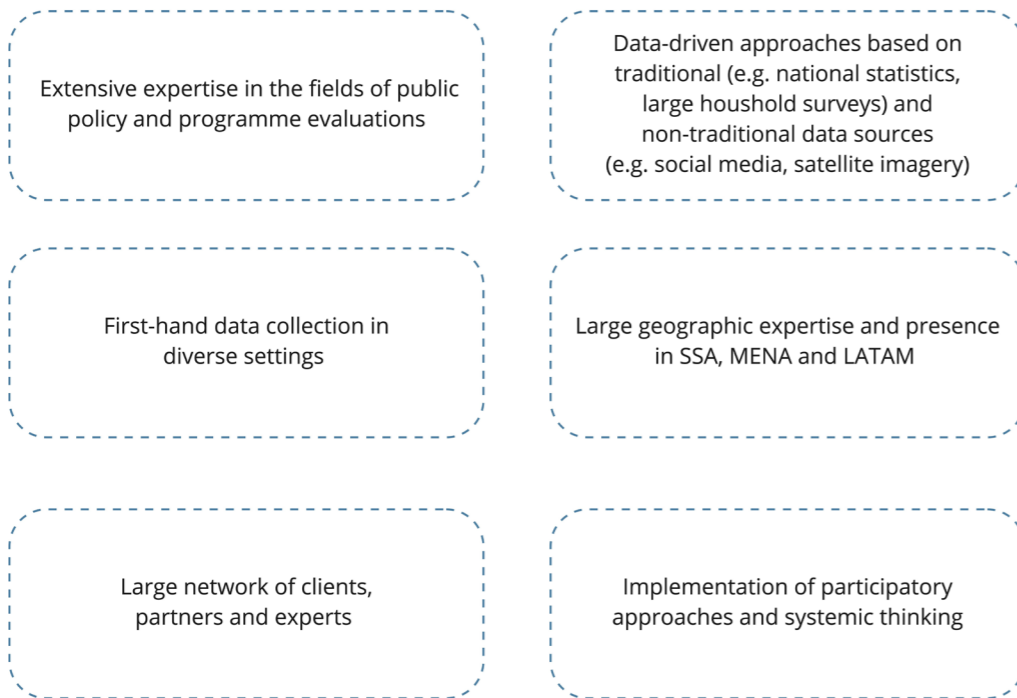 Extensive expertise in the fields of public
policy and programme evaluations
Data-driven approaches based on
traditional (e.g. national statistics,
large houshold surveys) and
non-traditional data sources
(e.g. social media, satellite imagery)
First-hand data collection in
diverse settings
Large geographic expertise and presence
in SSA, MENA and LATAM
Large network of clients,
partners and experts
Implementation of participatory
approaches and systemic thinking